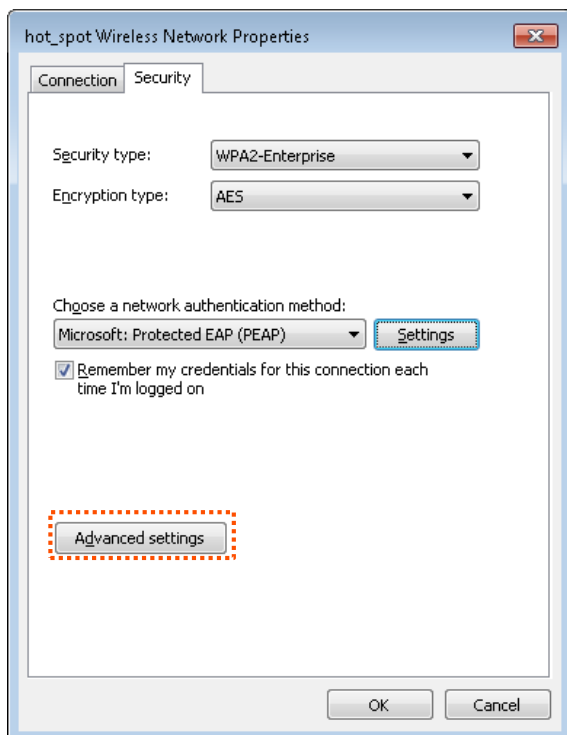 hot_spot Wireless Network Properties
Connection
Security
Security type:
WPA2-Enterprise
Encryption type:
AES
Choose a network authentication method:
Microsoft: Protected EAP (PEAP)
Settings
Remember my credentials for this connection each
time I'm logged on
Advanced settings
OK
Cancel